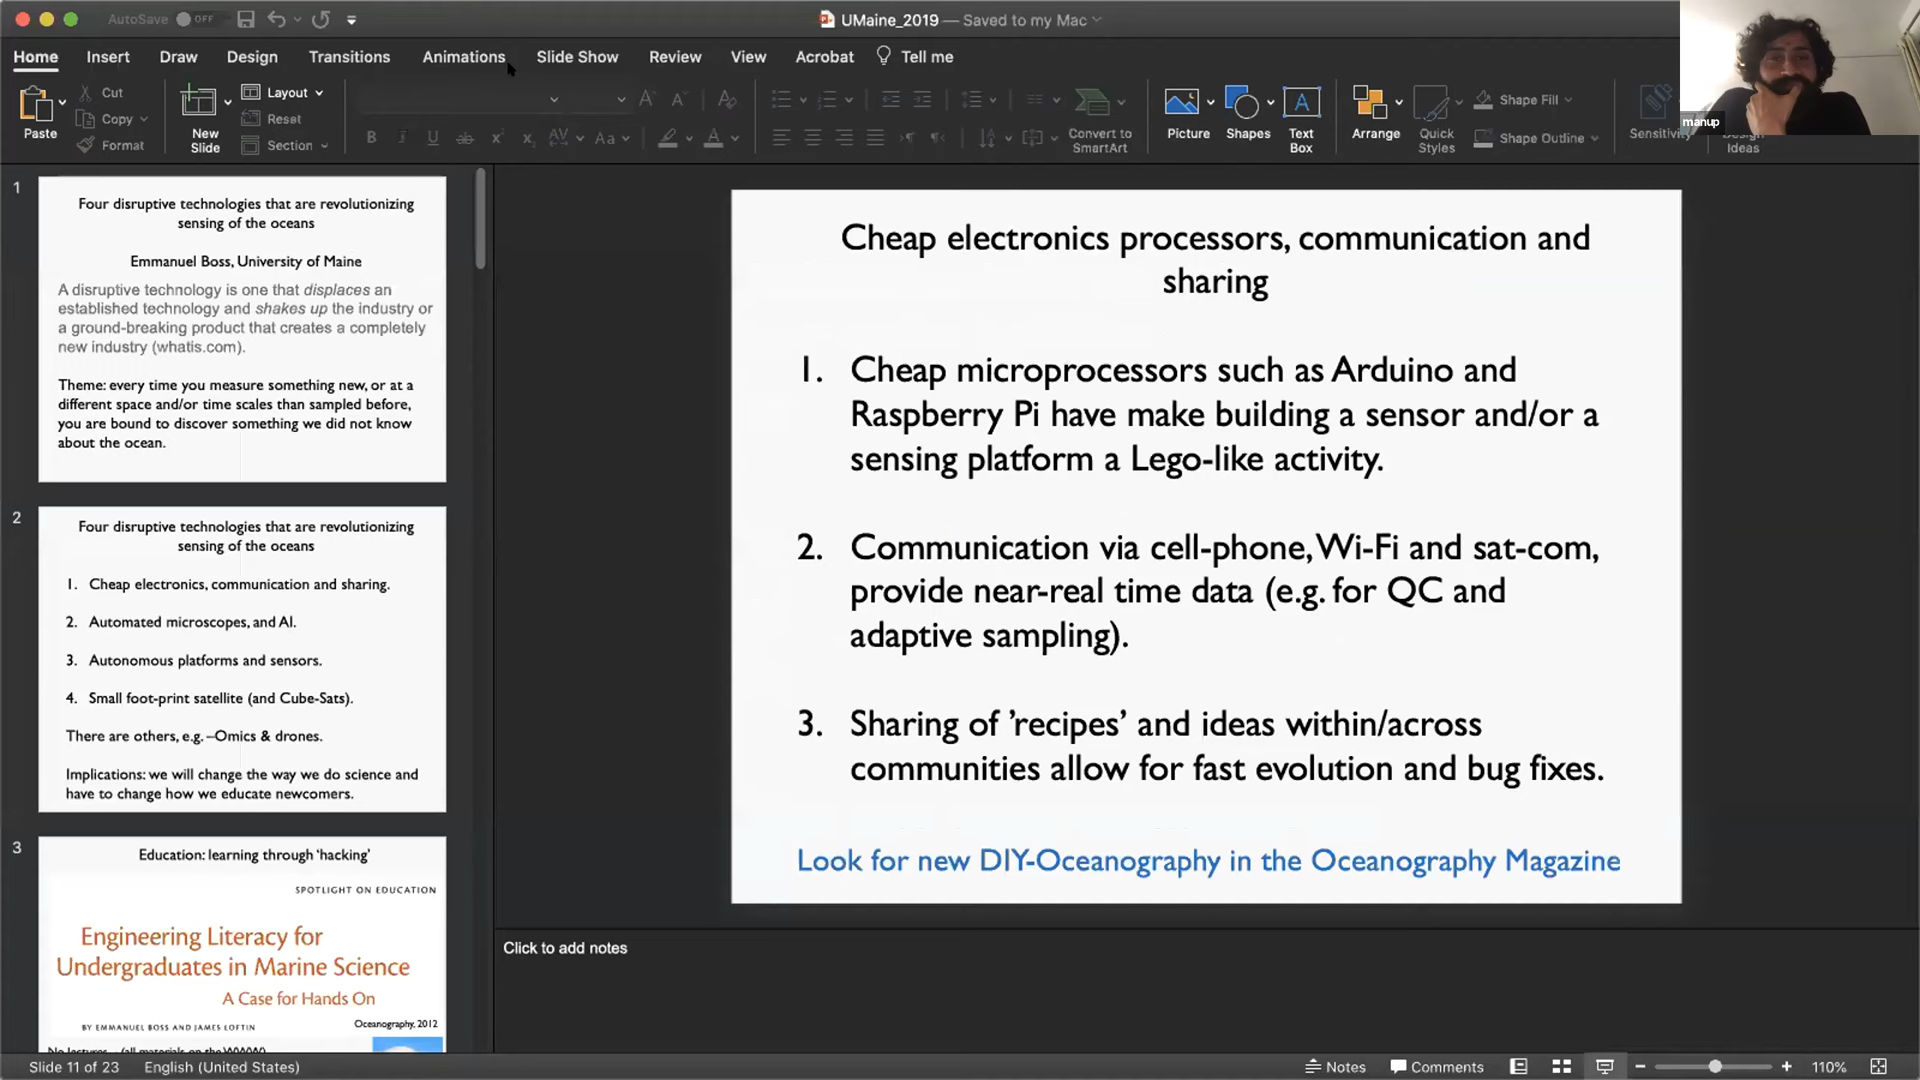 AutoSave OFF
UMaine_2019 — Saved to my Mac
Home Insert Draw Design Transitions Animations Slide Show Review View Acrobat Tell me
Paste
Cut
Copy
Format
New
Slide
Layout
Reset
Section
Convert to
SmartArt
Picture
Shapes
Text
Box
Arrange
Quick
Styles
Shape Fill
Shape Outline
Sensitivity
Design
Ideas
manup
1
Four disruptive technologies that are revolutionizing
sensing of the oceans
Emmanuel Boss, University of Maine
A disruptive technology is one that displaces an
established technology and shakes up the industry or
a ground-breaking product that creates a completely
new industry (whatis.com).
Theme: every time you measure something new, or at a
different space and/or time scales than sampled before,
you are bound to discover something we did not know
about the ocean.
2
Four disruptive technologies that are revolutionizing
sensing of the oceans
1. Cheap electronics, communication and sharing.
2. Automated microscopes, and AI.
3. Autonomous platforms and sensors.
4. Small foot-print satellite (and Cube-Sats).
There are others, e.g. –Omics & drones.
Implications: we will change the way we do science and
have to change how we educate newcomers.
3
Education: learning through ‘hacking’
SPOTLIGHT ON EDUCATION
Engineering Literacy for
Undergraduates in Marine Science
A Case for Hands On
BY EMMANUEL BOSS AND JAMES LOFTIN
Oceanography, 2012
No lectures (all materials on the WWW)
Cheap electronics processors, communication and
sharing
1. Cheap microprocessors such as Arduino and
Raspberry Pi have make building a sensor and/or a
sensing platform a Lego-like activity.
2. Communication via cell-phone, Wi-Fi and sat-com,
provide near-real time data (e.g. for QC and
adaptive sampling).
3. Sharing of ’recipes’ and ideas within/across
communities allow for fast evolution and bug fixes.
Look for new DIY-Oceanography in the Oceanography Magazine
Click to add notes
Slide 11 of 23 English (United States)
Notes Comments 110%